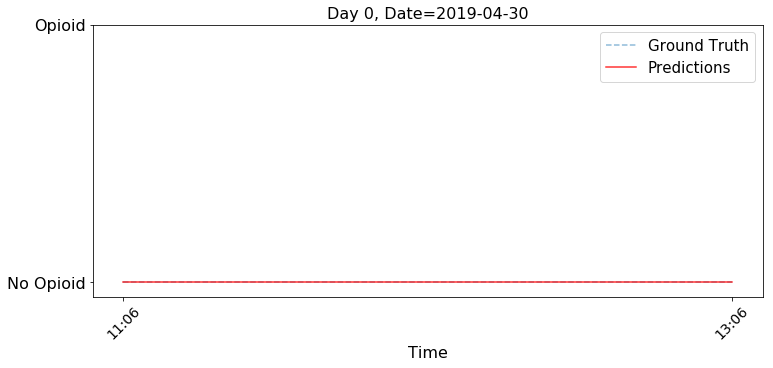 Day 0, Date=2019-04-30
Opioid
Ground Truth
Predictions
No Opioid
11:06
13:06
Time